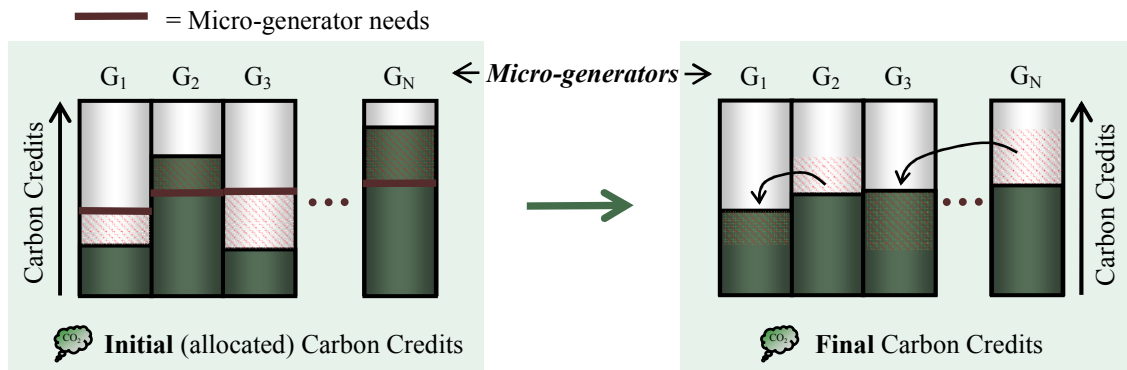 = Micro-generator needs
G1 G2 G3 GN
Micro-generators
G1 G2 G3 GN
Carbon Credits
Carbon Credits
CO2 Initial (allocated) Carbon Credits
CO2 Final Carbon Credits